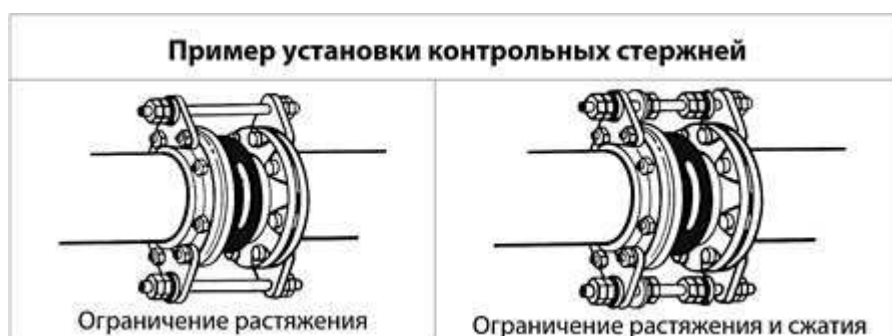 Пример установки контрольных стержней
Ограничение растяжения
Ограничение растяжения и сжатия